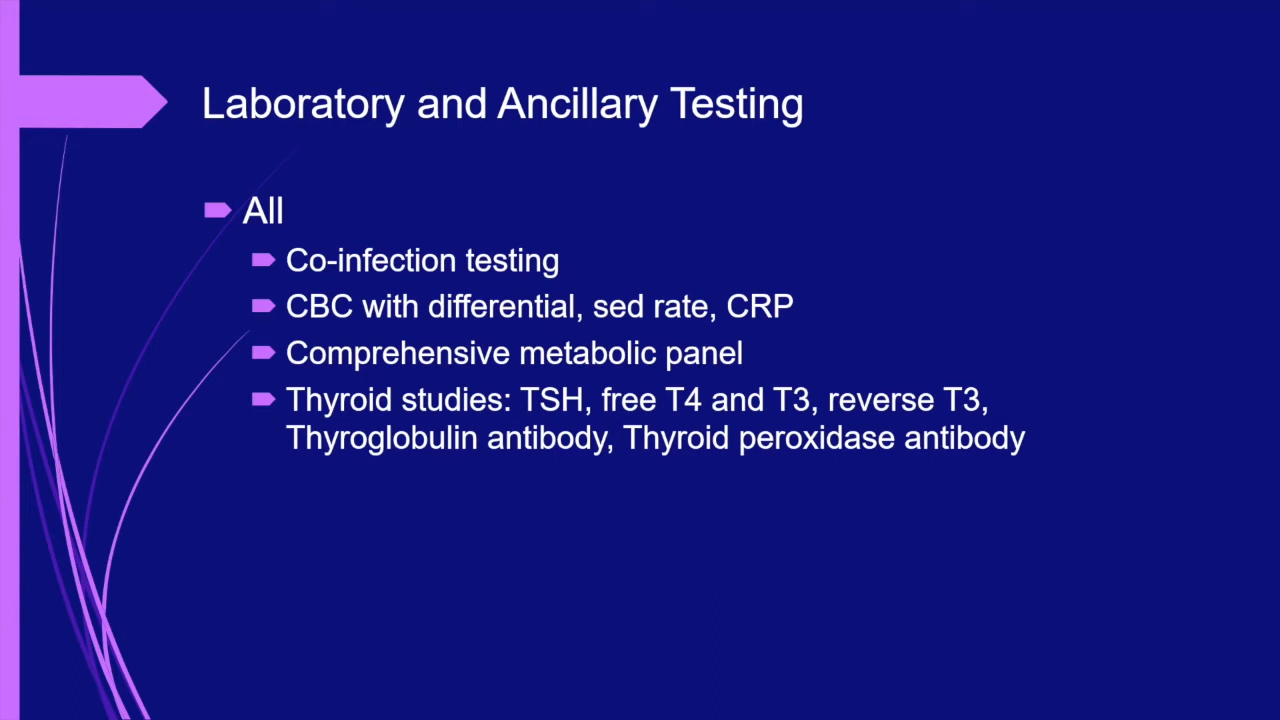 Laboratory and Ancillary Testing
All
Co-infection testing
CBC with differential, sed rate, CRP
Comprehensive metabolic panel
Thyroid studies: TSH, free T4 and T3, reverse T3,
Thyroglobulin antibody, Thyroid peroxidase antibody